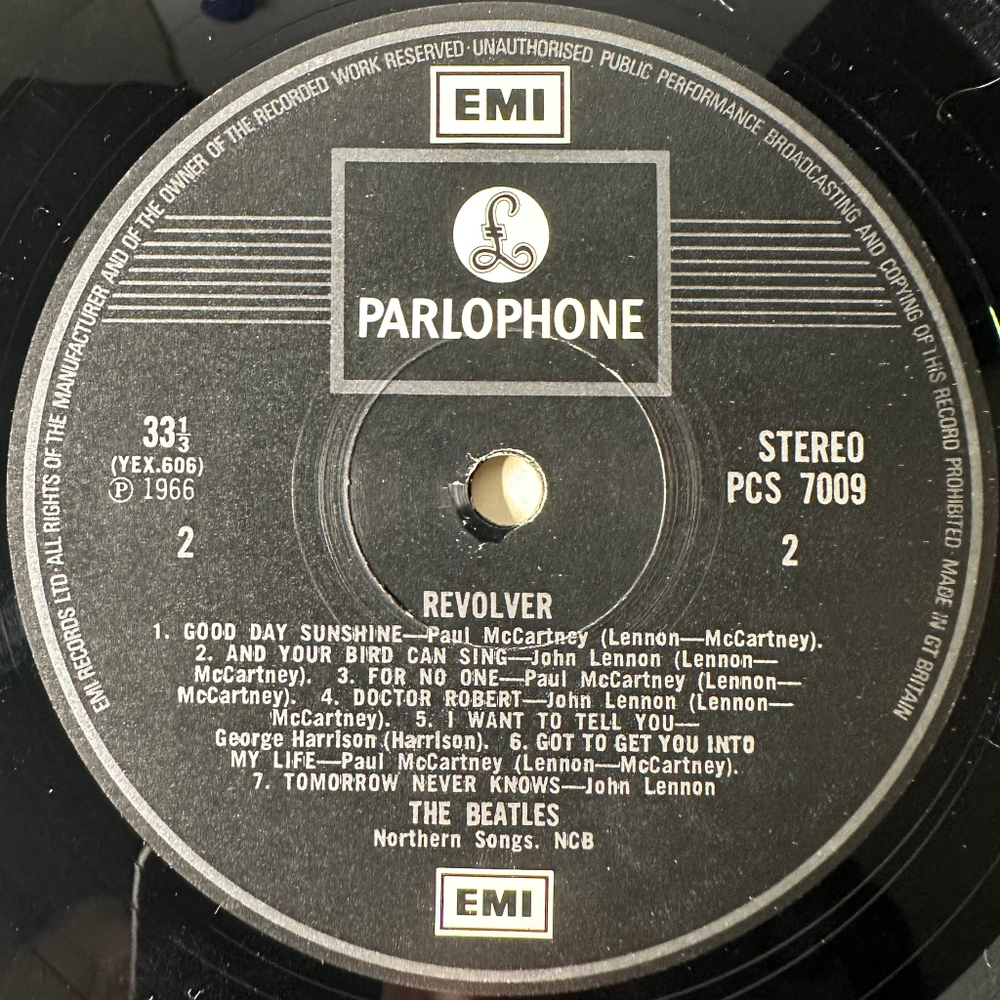 EMI RECORDS LTD·ALL RIGHTS OF THE MANUFACTURER AND OF THE OWNER OF THE RECORDED WORK RESERVED·UNAUTHORISED PUBLIC PERFORMANCE BROADCASTING AND COPYING OF THIS RECORD PROHIBITED·MADE IN GT BRITAIN
EMI
£
PARLOPHONE
33⅓
(YEX.606)
℗ 1966
2
STEREO
PCS 7009
2
REVOLVER
1. GOOD DAY SUNSHINE—Paul McCartney (Lennon—McCartney).
2. AND YOUR BIRD CAN SING—John Lennon (Lennon—
McCartney). 3. FOR NO ONE—Paul McCartney (Lennon—
McCartney). 4. DOCTOR ROBERT—John Lennon (Lennon—
McCartney). 5. I WANT TO TELL YOU—
George Harrison (Harrison). 6. GOT TO GET YOU INTO
MY LIFE—Paul McCartney (Lennon—McCartney).
7. TOMORROW NEVER KNOWS—John Lennon
THE BEATLES
Northern Songs. NCB
EMI